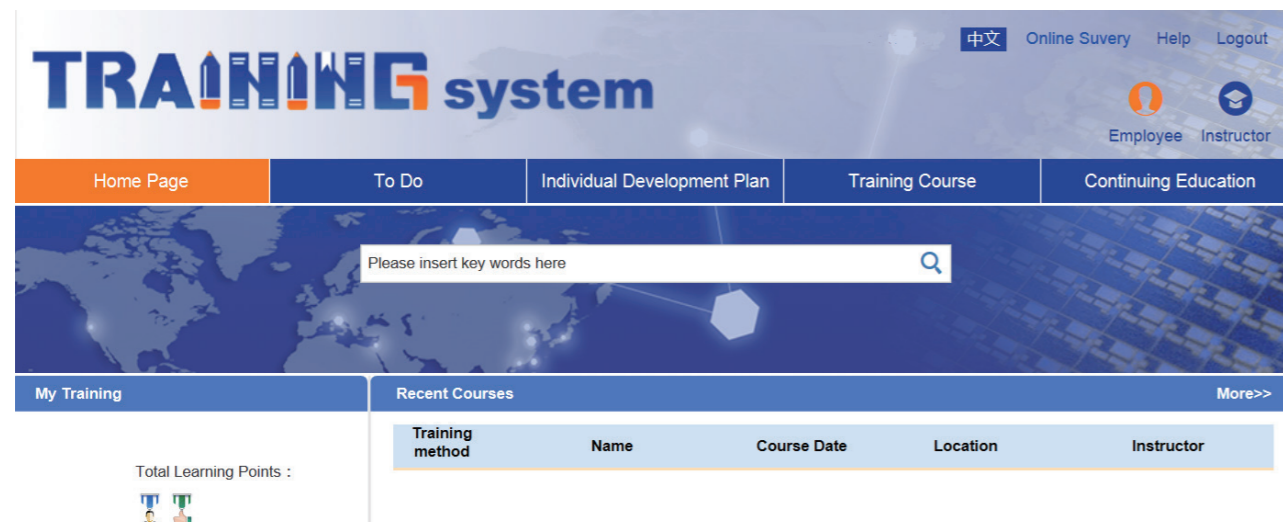 中文 Online Suvery Help Logout
TRAINING system
Employee Instructor
Home Page To Do Individual Development Plan Training Course Continuing Education
Please insert key words here
My Training Recent Courses More>>
Training
method Name Course Date Location Instructor
Total Learning Points :